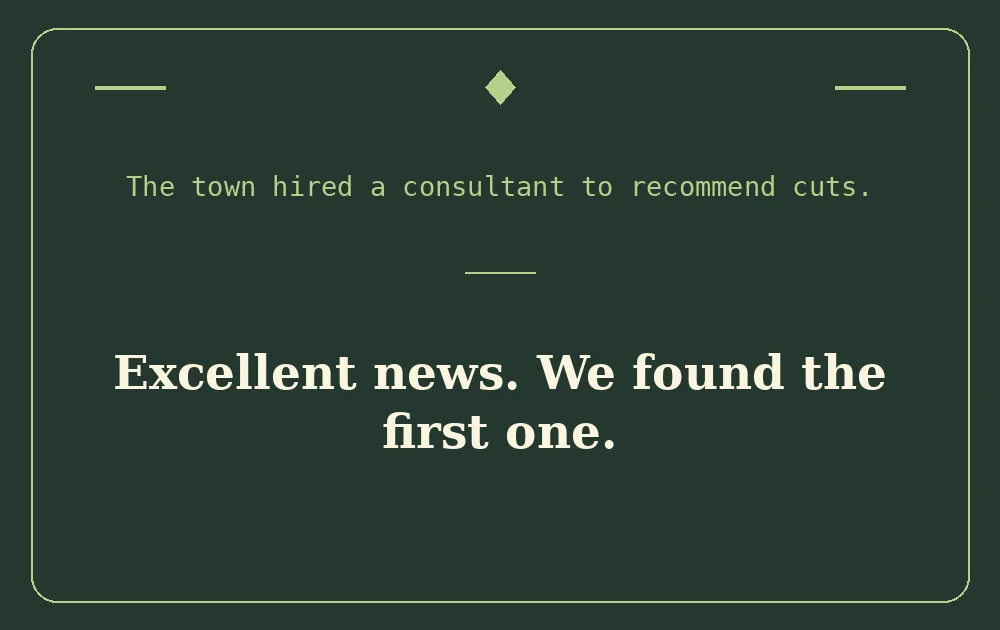 The town hired a consultant to recommend cuts.
Excellent news. We found the
first one.